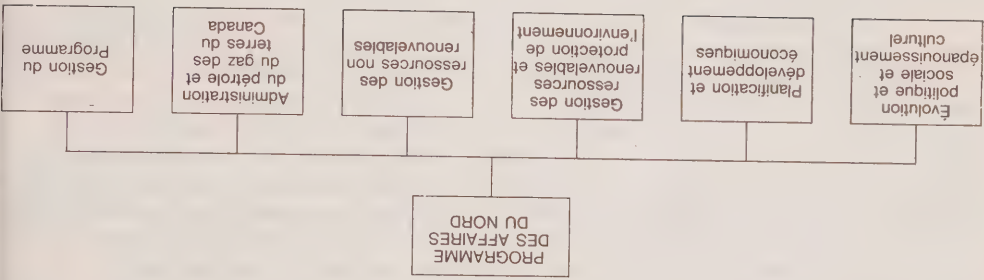 PROGRAMME
DES AFFAIRES
DU NORD
Évolution
politique et
sociale et
épanouissement
culturel
Planification et
développement
économiques
Gestion des
ressources
renouvelables et
protection de
l'environnement
Gestion des
ressources non
renouvelables
Administration
du pétrole et
du gaz des
terres du
Canada
Gestion du
Programme